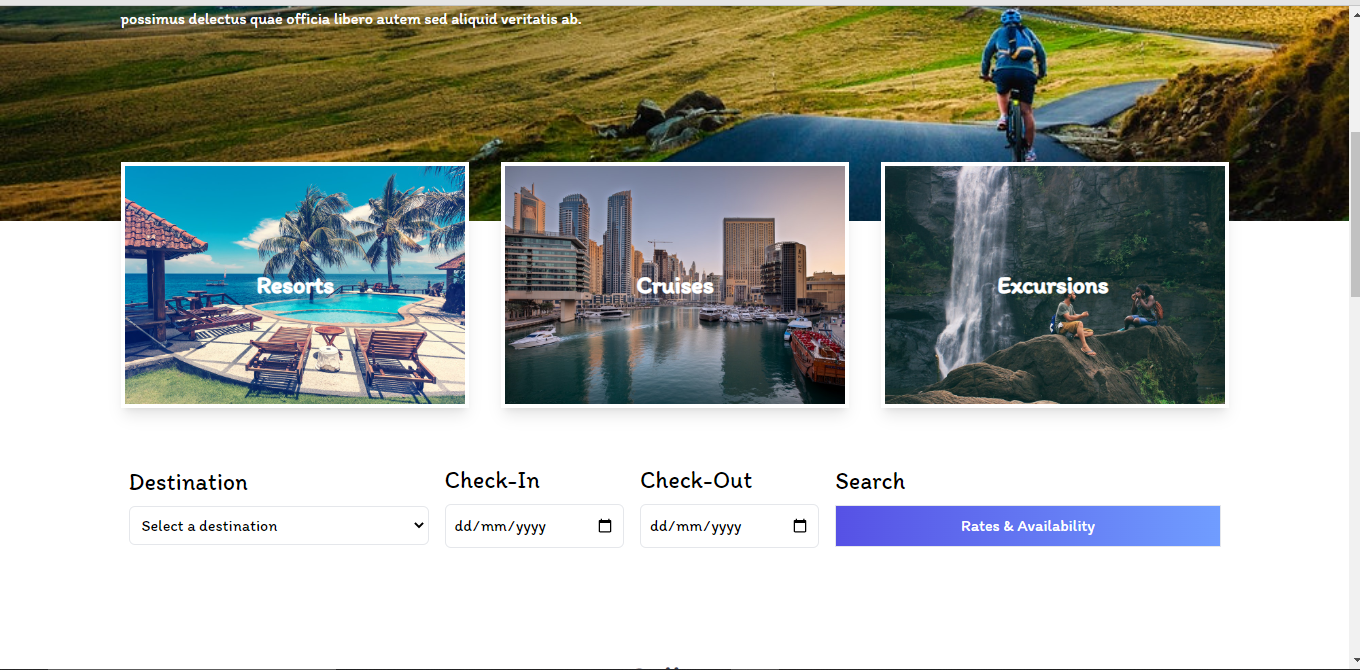 possimus delectus quae officia libero autem sed aliquid veritatis ab.
Resorts
Cruises
Excursions
Destination
Check-In
Check-Out
Search
Select a destination
dd/mm/yyyy
dd/mm/yyyy
Rates & Availability